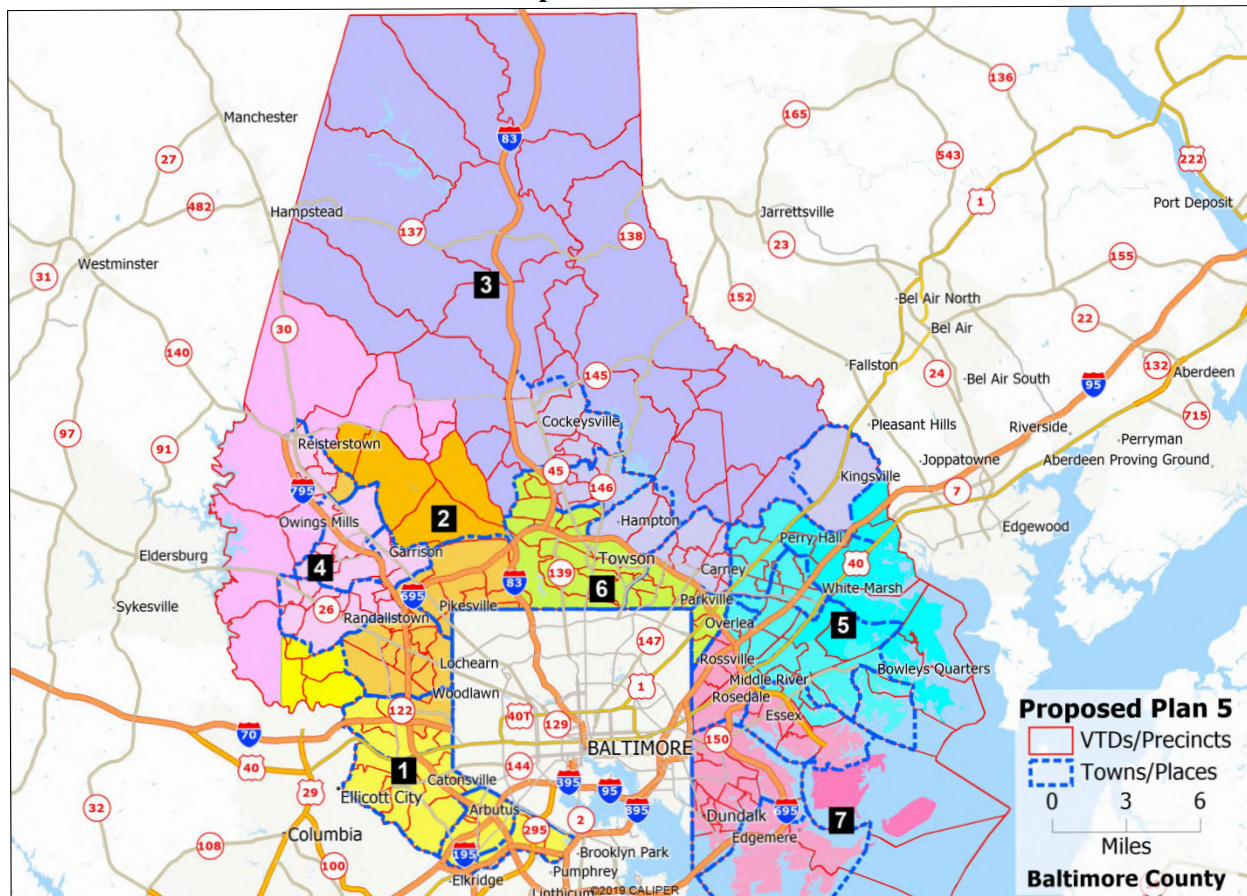 136
165
83
Manchester
27
543
222
1
482
Hampstead
137
138
Jarrettsville
23
Port Deposit
31
Westminster
3
155
152
Bel Air North
22
30
Bel Air
140
Fallston
24
132
Aberdeen
145
Bel Air South
95
715
97
91
Cockeysville
Pleasant Hills
Riverside
Perryman
Reisterstown
45
Joppatowne
Aberdeen Proving Ground
795
146
Kingsville
7
Owings Mills
2
Hampton
Edgewood
Eldersburg
Garrison
Perry Hall
4
139
Towson
Carney
40
Sykesville
26
695
83
6
White Marsh
Randallstown
Pikesville
Parkville
147
Overlea
5
Lochearn
Rossville
Bowleys Quarters
Woodlawn
1
Middle River
Rosedale
122
40T
129
Essex
70
BALTIMORE
150
40
1
144
Catonsville
395
95
895
29
Ellicott City
Arbutus
2
Dundalk
695
7
32
295
Edgemere
Columbia
Brooklyn Park
108
195
Pumphrey
100
Elkridge
Linthicum
©2019 CALIPER
Proposed Plan 5
VTDs/Precincts
Towns/Places
0 3 6
Miles
Baltimore County